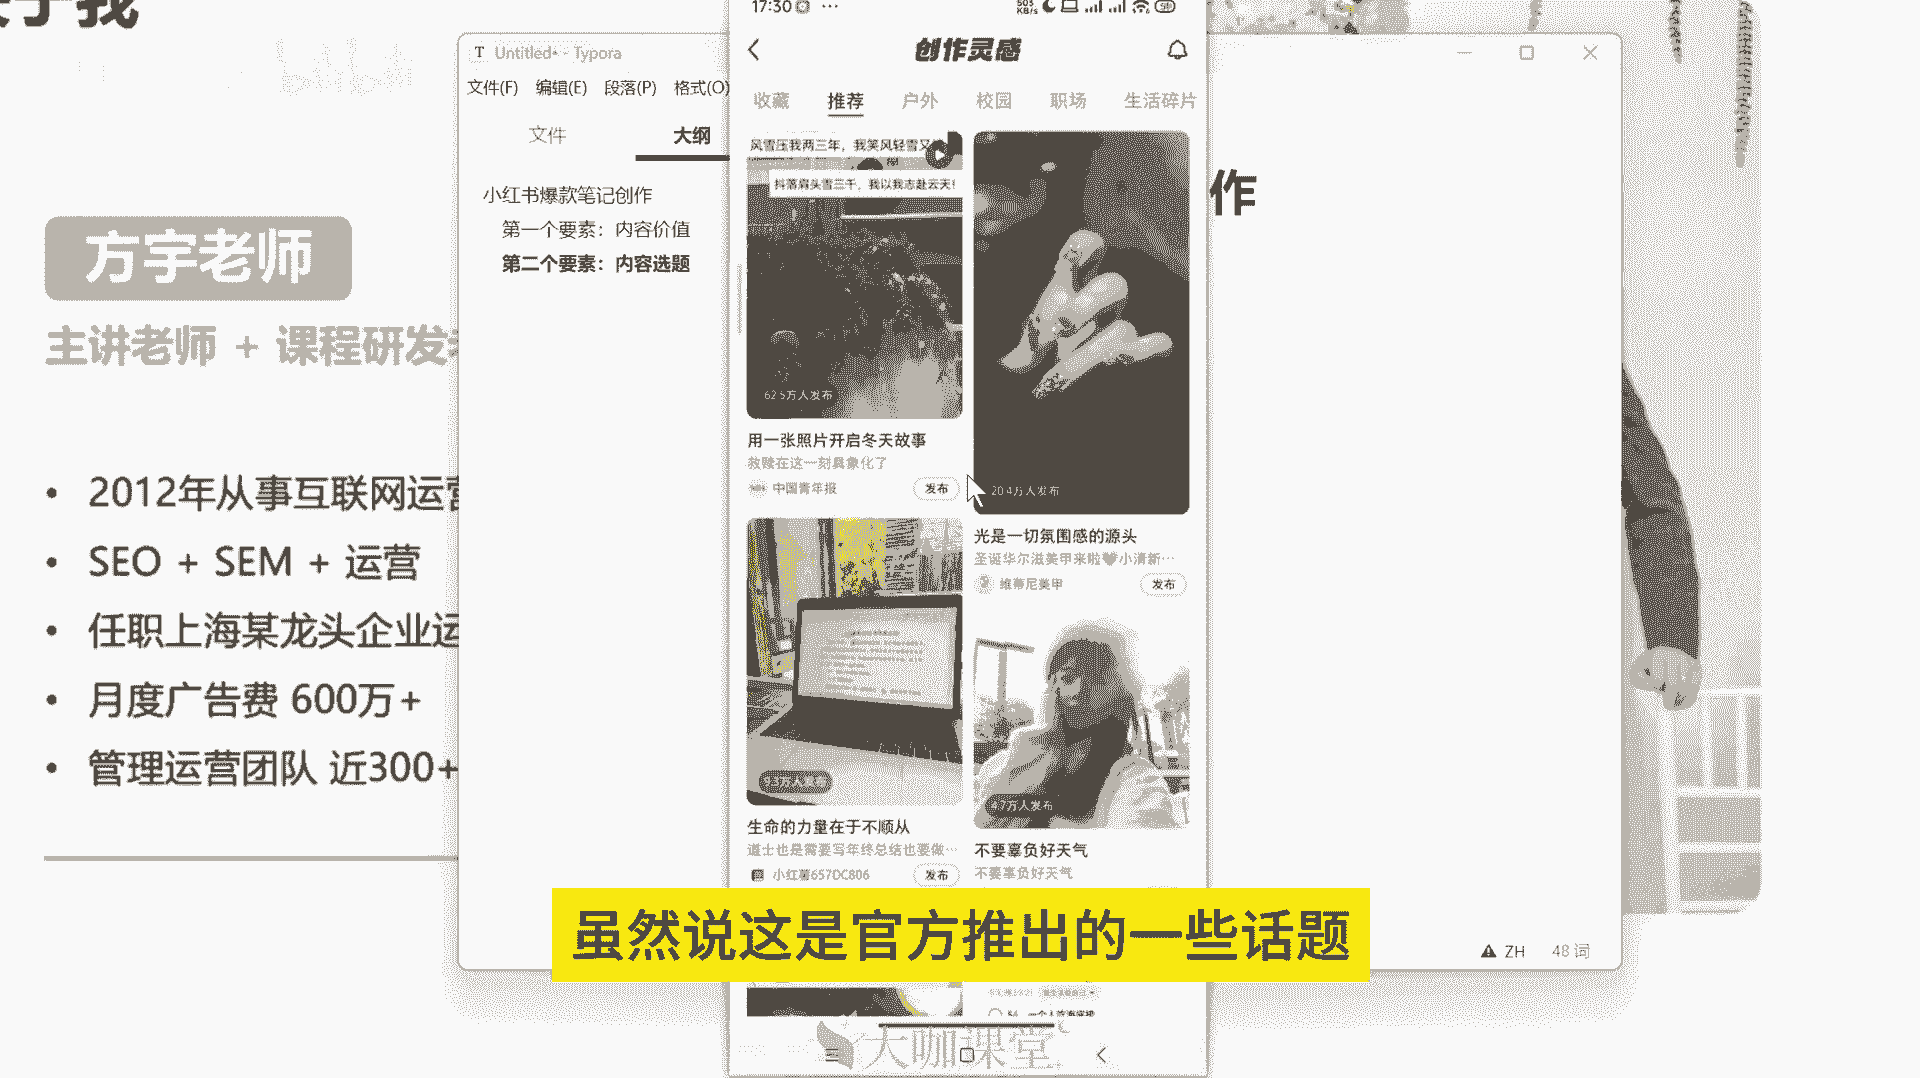 于我
bilibili
方宇老师
主讲老师 + 课程研发
• 2012年从事互联网运营
• SEO + SEM + 运营
• 任职上海某龙头企业运
• 月度广告费 600万+
• 管理运营团队 近300+
T Untitled• - Typora
文件(F) 编辑(E) 段落(P) 格式(O)
文件 大纲
小红书爆款笔记创作
第一个要素：内容价值
第二个要素：内容选题
作
ZH 48 词
17:30 ···
503 KB/s
创作灵感
收藏 推荐 户外 校园 职场 生活碎片
风雪压我两三年，我笑风轻雪又
抖落肩头雪三千，我以我志赴云天!
62.5万人发布
用一张照片开启冬天故事
救赎在这一刻具象化了
中国青年报 发布
20.4万人发布
光是一切氛围感的源头
圣诞华尔滋美甲来啦🤎小清新···
维蒂尼美甲 发布
9.3万人发布
生命的力量在于不顺从
道士也是需要写年终总结也要做···
小红薯657DC806 发布
4.7万人发布
不要辜负好天气
不要辜负好天气
虽然说这是官方推出的一些话题
大咖课堂